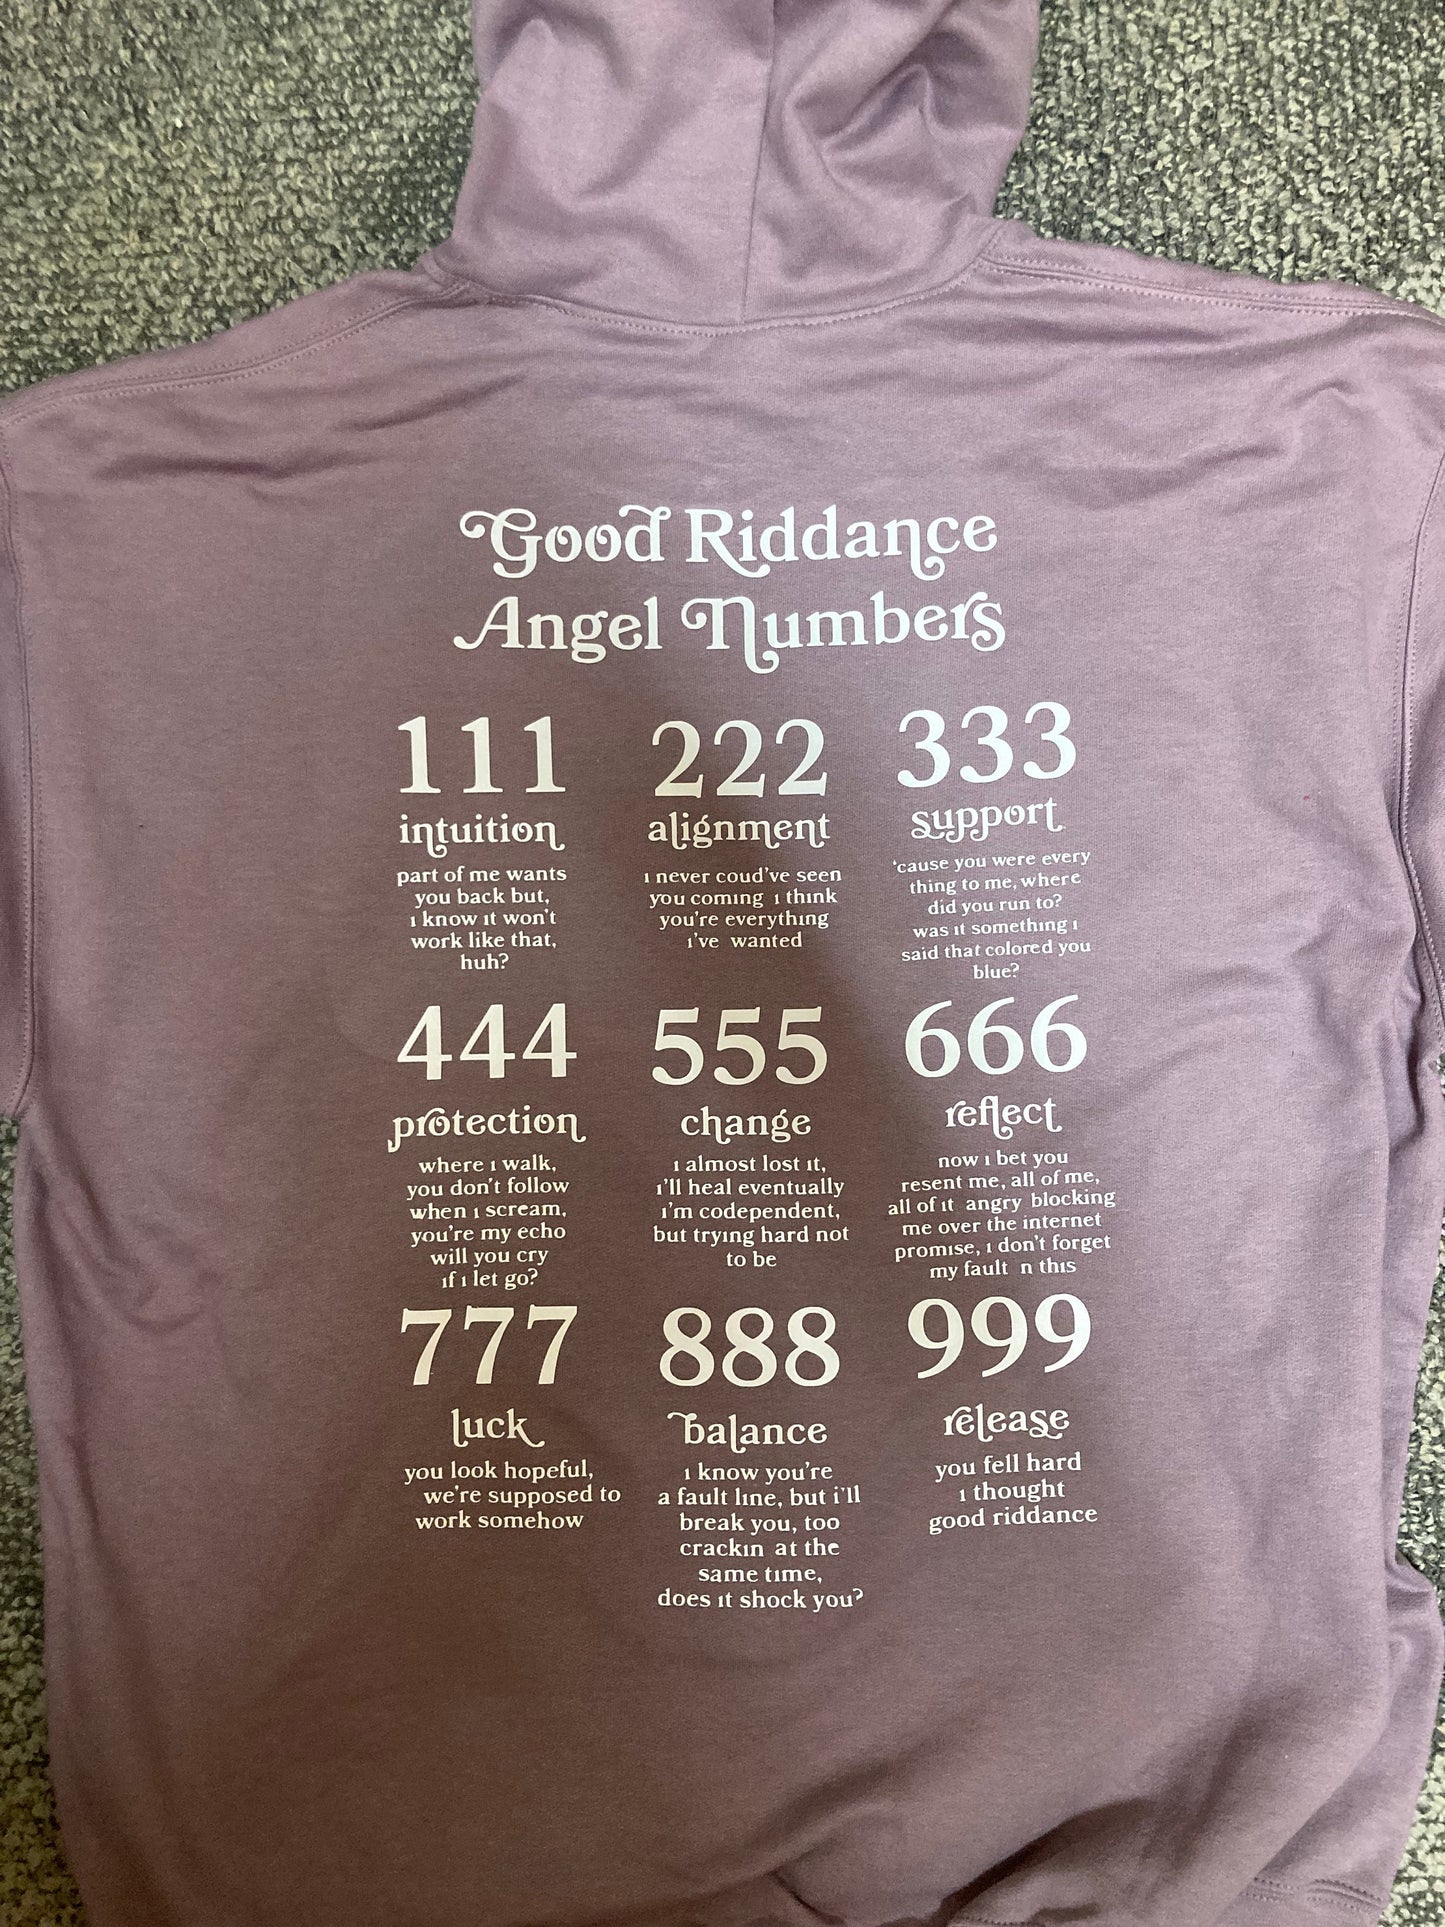 Good Riddance
Angel Numbers
111
intuition
part of me wants
you back but,
i know it won't
work like that,
huh?
222
alignment
i never coud've seen
you coming i think
you're everything
i've wanted
333
support
'cause you were every
thing to me, where
did you run to?
was it something i
said that colored you
blue?
444
protection
where i walk,
you don't follow
when i scream,
you're my echo
will you cry
if i let go?
555
change
i almost lost it,
i'll heal eventually
i'm codependent,
but trying hard not
to be
666
reflect
now i bet you
resent me, all of me,
all of it angry blocking
me over the internet
promise, i don't forget
my fault n this
777
luck
you look hopeful,
we're supposed to
work somehow
888
balance
i know you're
a fault line, but i'll
break you, too
crackin at the
same time,
does it shock you?
999
release
you fell hard
i thought
good riddance